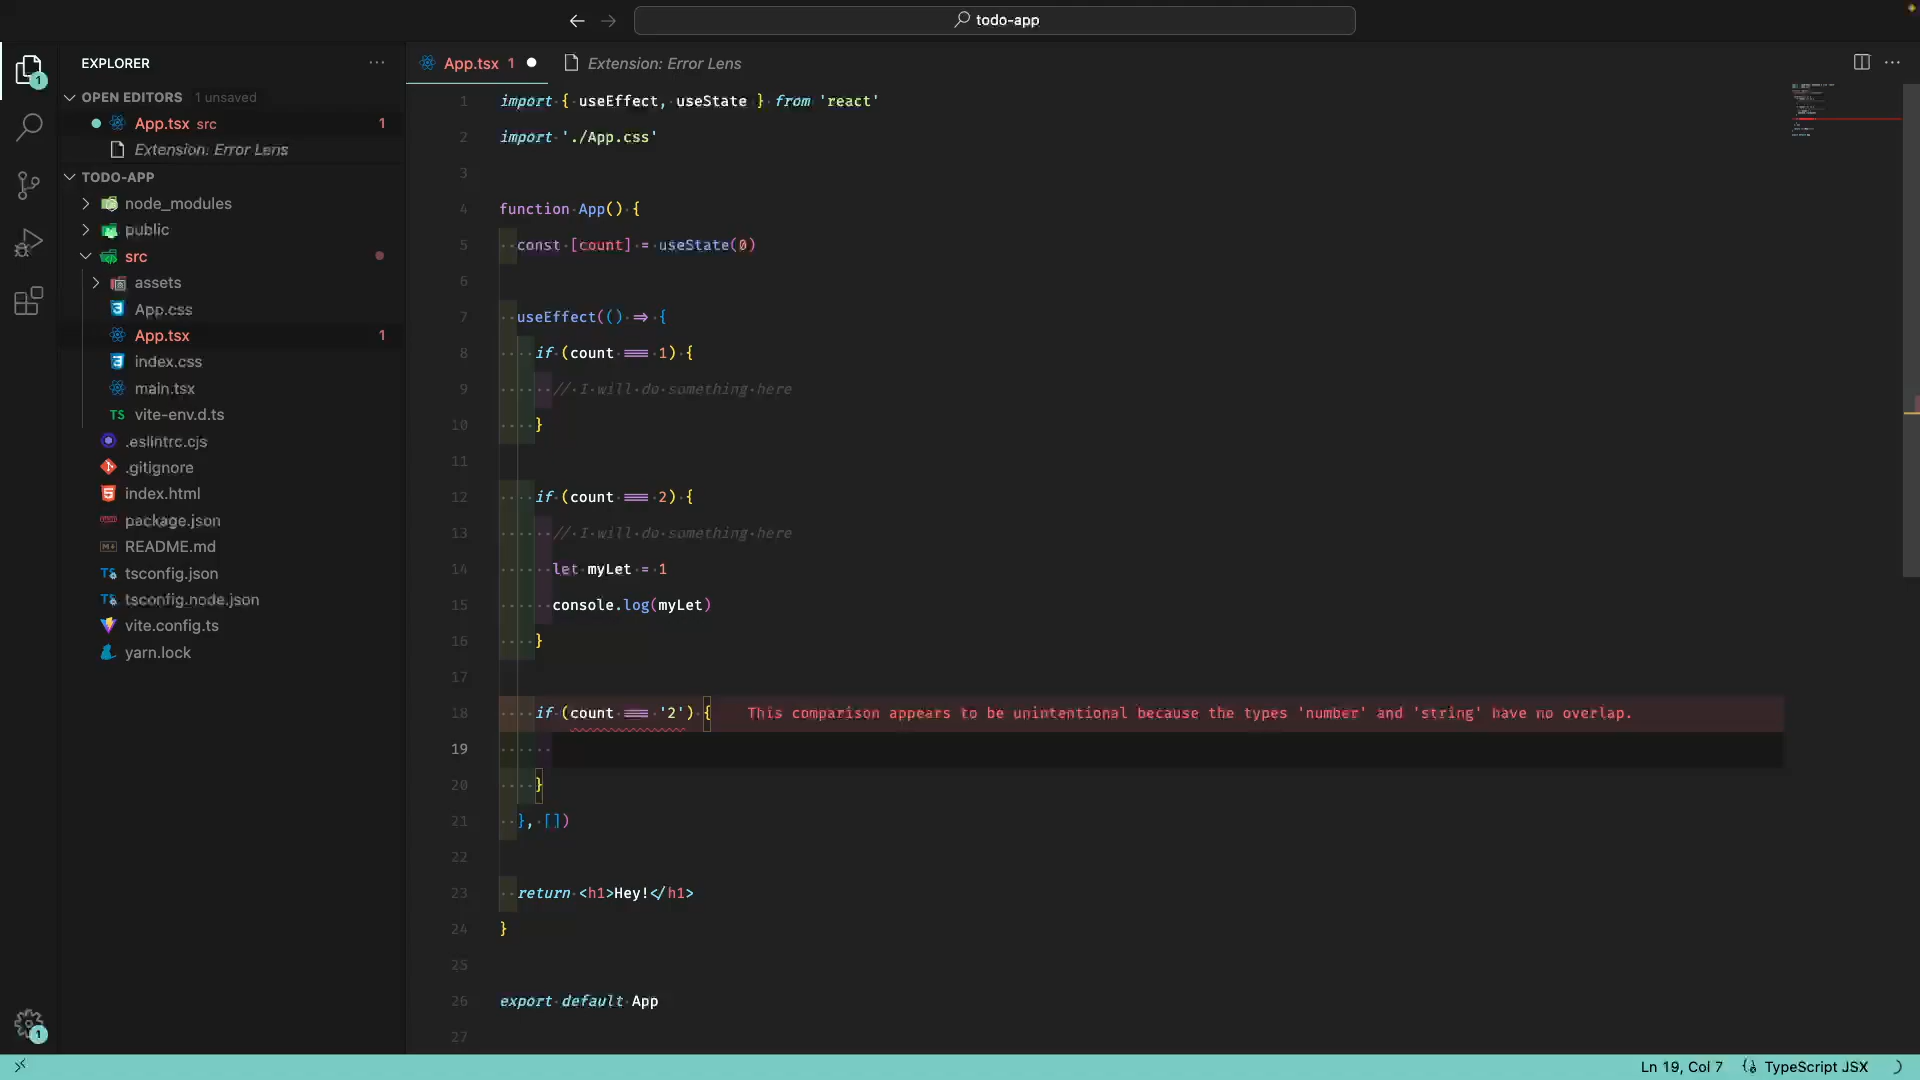 todo-app
EXPLORER
OPEN EDITORS 1 unsaved
App.tsx src 1
Extension: Error Lens
TODO-APP
node_modules
public
src
assets
App.css
App.tsx 1
index.css
main.tsx
TS vite-env.d.ts
.eslintrc.cjs
.gitignore
index.html
package.json
README.md
TS tsconfig.json
TS tsconfig.node.json
vite.config.ts
yarn.lock
1
1
App.tsx 1
Extension: Error Lens
1 import { useEffect, useState } from 'react'
2 import './App.css'
3
4 function App() {
5 const [count] = useState(0)
6
7 useEffect(() => {
8 if (count === 1) {
9 // I will do something here
10 }
11
12 if (count === 2) {
13 // I will do something here
14 let myLet = 1
15 console.log(myLet)
16 }
17
18 if (count === '2') { This comparison appears to be unintentional because the types 'number' and 'string' have no overlap.
19
20 }
21 }, [])
22
23 return <h1>Hey!</h1>
24 }
25
26 export default App
27
Ln 19, Col 7 TypeScript JSX